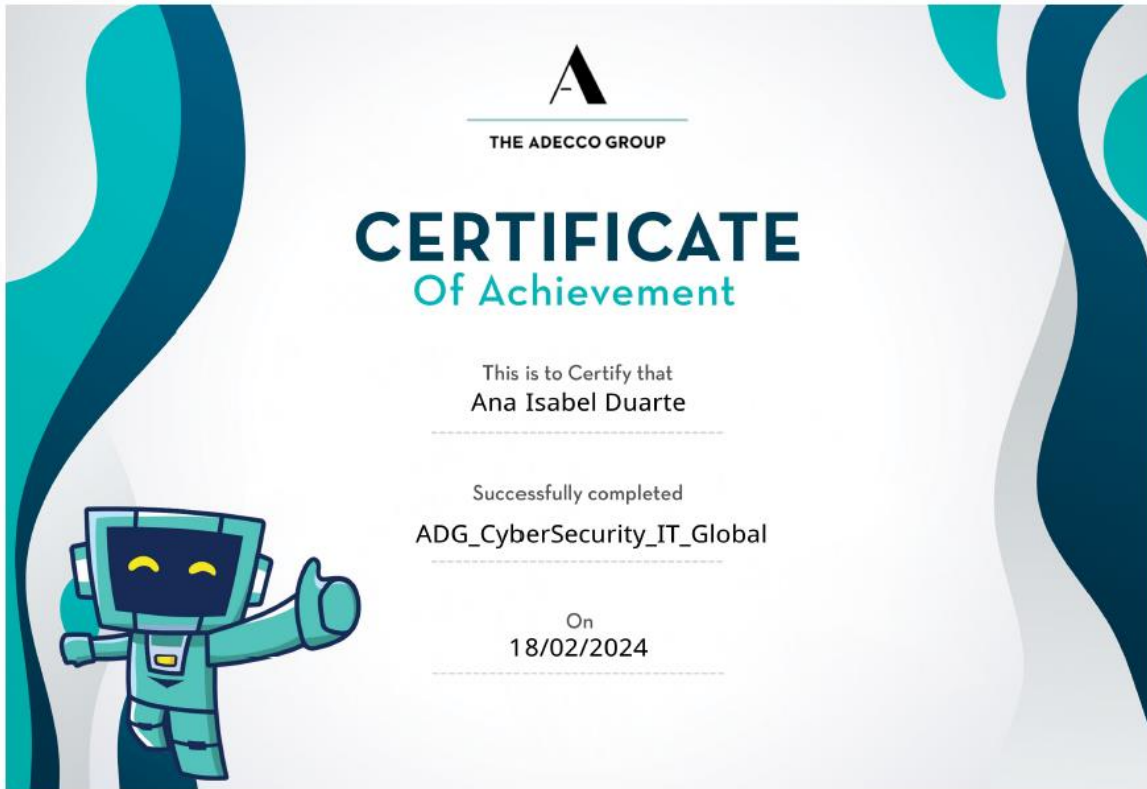 THE ADECCO GROUP
CERTIFICATE
Of Achievement
This is to Certify that
Ana Isabel Duarte
Successfully completed
ADG_CyberSecurity_IT_Global
On
18/02/2024